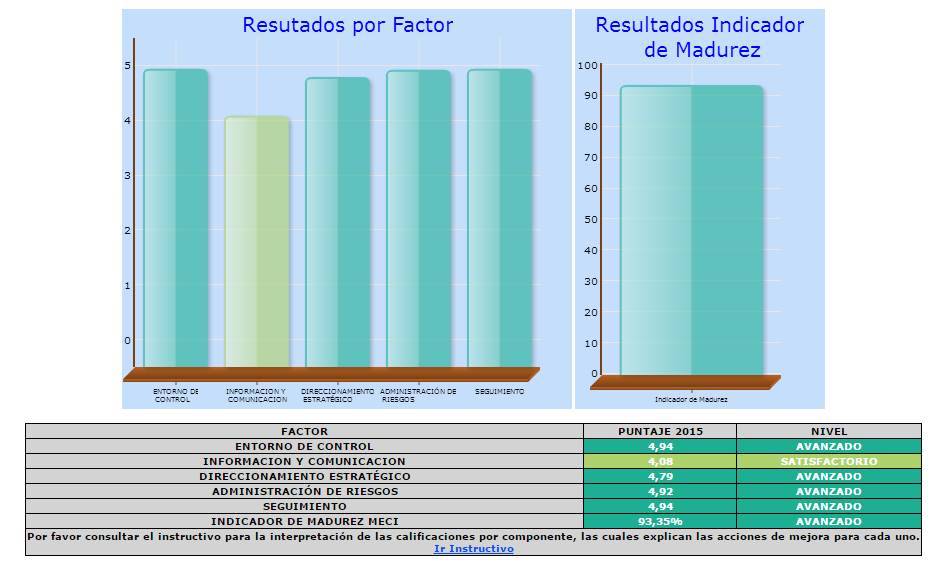 Resutados por Factor
5
4
3
2
1
0
ENTORNO DE
CONTROL
INFORMACION Y
COMUNICACION
DIRECCIONAMIENTO
ESTRATÉGICO
ADMINISTRACIÓN DE
RIESGOS
SEGUIMIENTO
Resultados Indicador
de Madurez
100
90
80
70
60
50
40
30
20
10
0
Indicador de Madurez
FACTOR PUNTAJE 2015 NIVEL
ENTORNO DE CONTROL 4,94 AVANZADO
INFORMACION Y COMUNICACION 4,08 SATISFACTORIO
DIRECCIONAMIENTO ESTRATÉGICO 4,79 AVANZADO
ADMINISTRACIÓN DE RIESGOS 4,92 AVANZADO
SEGUIMIENTO 4,94 AVANZADO
INDICADOR DE MADUREZ MECI 93,35% AVANZADO
Por favor consultar el instructivo para la interpretación de las calificaciones por componente, las cuales explican las acciones de mejora para cada uno.
Ir Instructivo